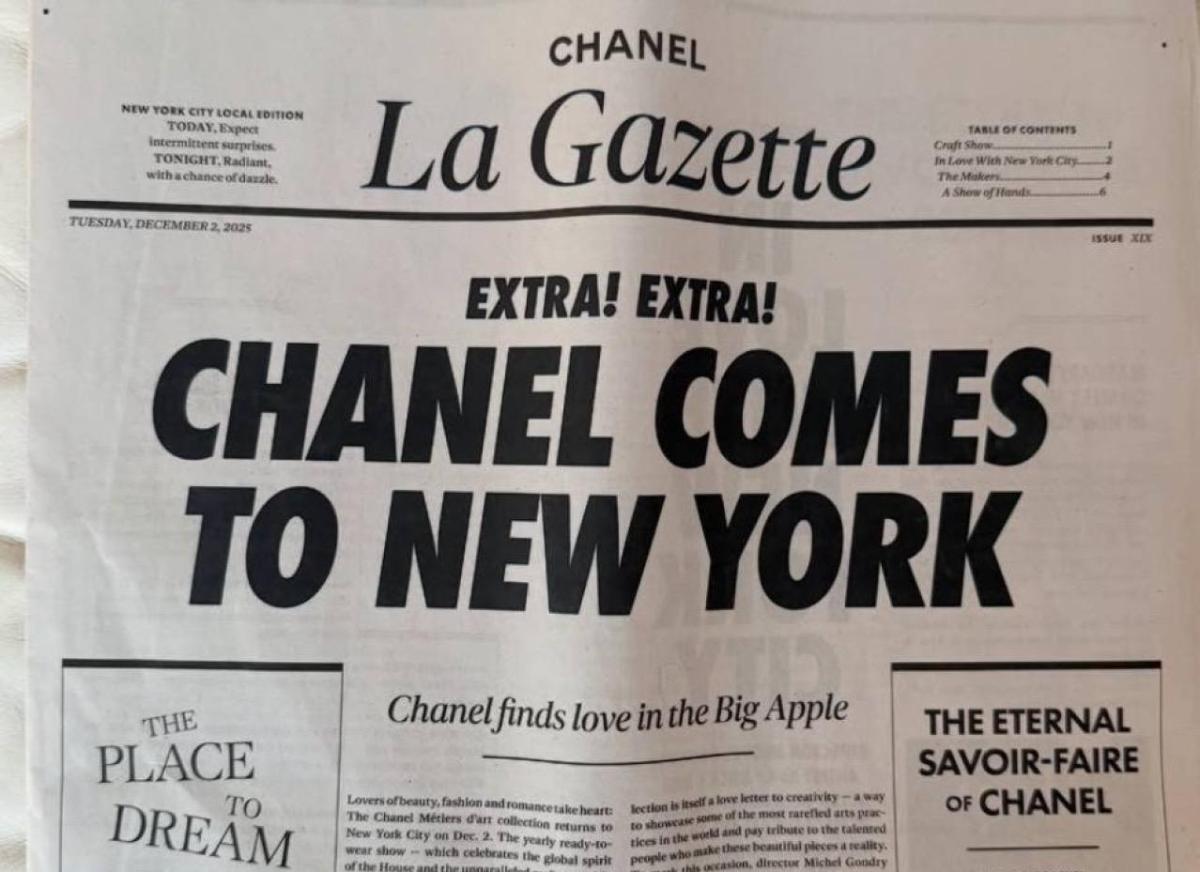 CHANEL
La Gazette
NEW YORK CITY LOCAL EDITION
TODAY, Expect
intermittent surprises.
TONIGHT, Radiant,
with a chance of dazzle.
TABLE OF CONTENTS
Craft Show 1
In Love With New York City 2
The Makers 4
A Show of Hands 6
TUESDAY, DECEMBER 2, 2025
ISSUE XIX
EXTRA! EXTRA!
CHANEL COMES
TO NEW YORK
THE
PLACE
TO
DREAM
Chanel finds love in the Big Apple
Lovers of beauty, fashion and romance take heart:
The Chanel Métiers d'art collection returns to
New York City on Dec. 2. The yearly ready-to-
wear show — which celebrates the global spirit
of the House and the unparalleled
lection is itself a love letter to creativity — a way
to showcase some of the most rarefied arts prac-
tices in the world and pay tribute to the talented
people who make these beautiful pieces a reality.
this occasion, director Michel Gondry
THE ETERNAL
SAVOIR-FAIRE
OF CHANEL